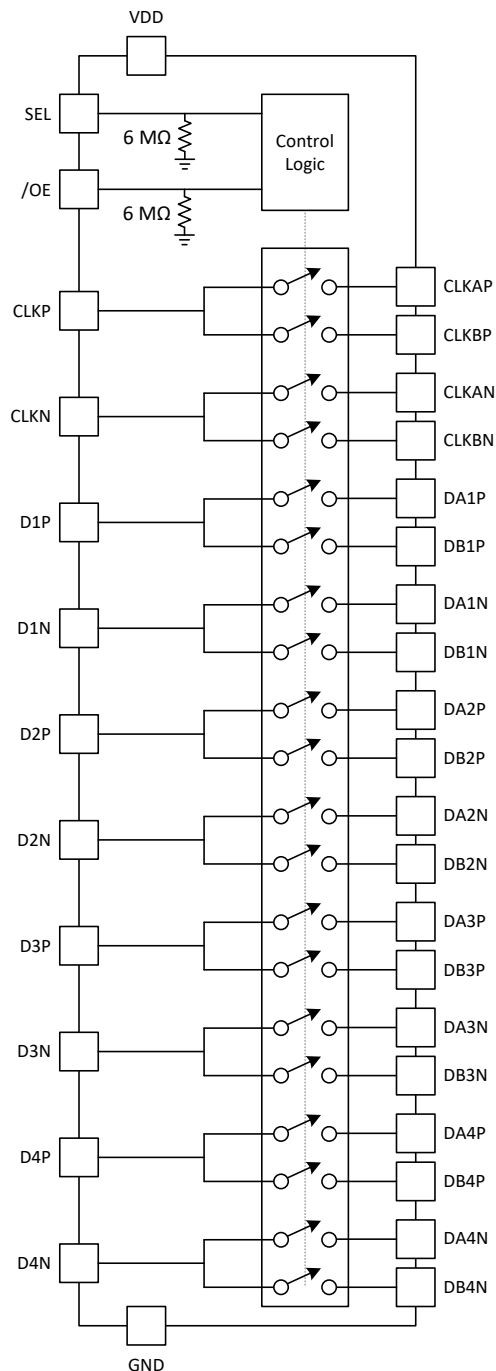 VDD
SEL
6 MΩ
Control
Logic
/OE
6 MΩ
CLKAP
CLKP
CLKBP
CLKAN
CLKN
CLKBN
DA1P
D1P
DB1P
DA1N
D1N
DB1N
DA2P
D2P
DB2P
DA2N
D2N
DB2N
DA3P
D3P
DB3P
DA3N
D3N
DB3N
DA4P
D4P
DB4P
DA4N
D4N
DB4N
GND